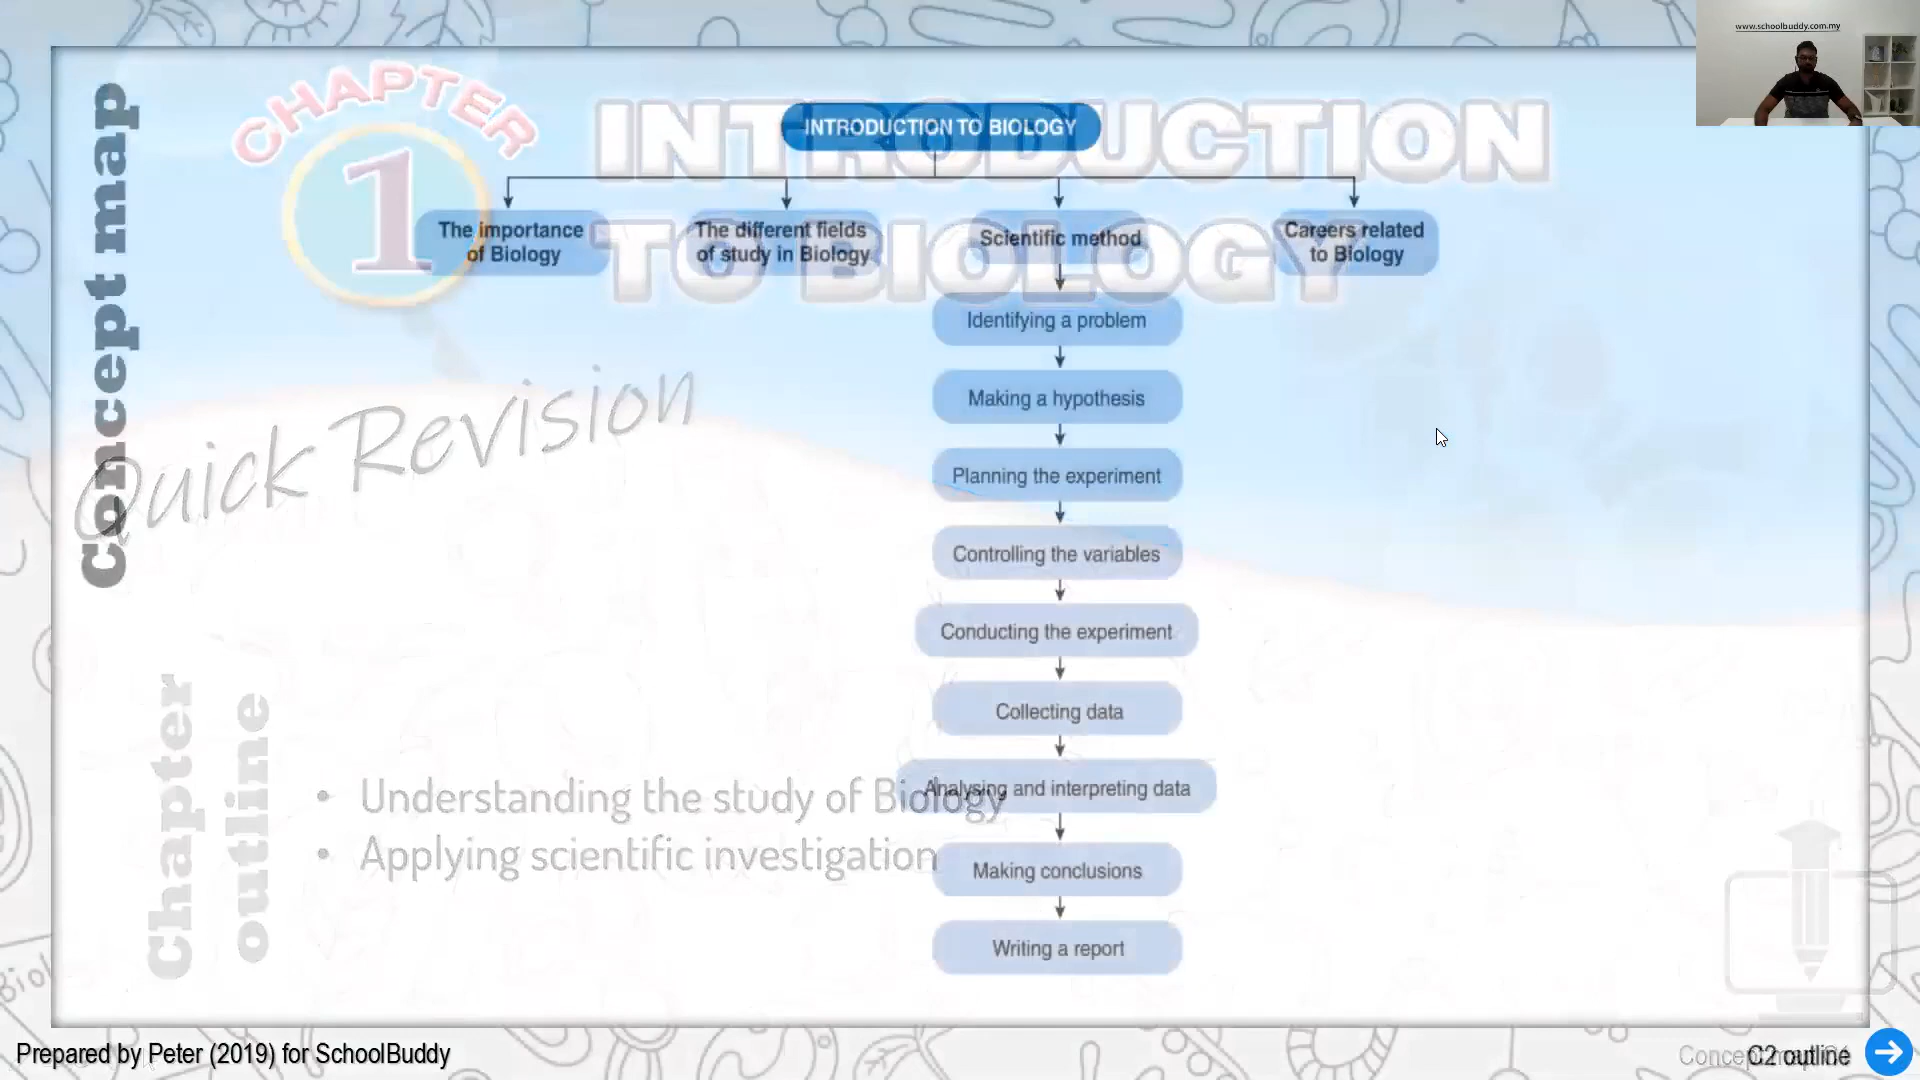 www.schoolbuddy.com.my
CHAPTER
1
INTRODUCTION
TO BIOLOGY
Concept map
INTRODUCTION TO BIOLOGY
The importance
of Biology
The different fields
of study in Biology
Scientific method
Careers related
to Biology
Identifying a problem
Making a hypothesis
Planning the experiment
Controlling the variables
Conducting the experiment
Collecting data
Analysing and interpreting data
Making conclusions
Writing a report
Quick Revision
Chapter
outline
• Understanding the study of Biology
• Applying scientific investigation
Biol
Prepared by Peter (2019) for SchoolBuddy
C2 outline